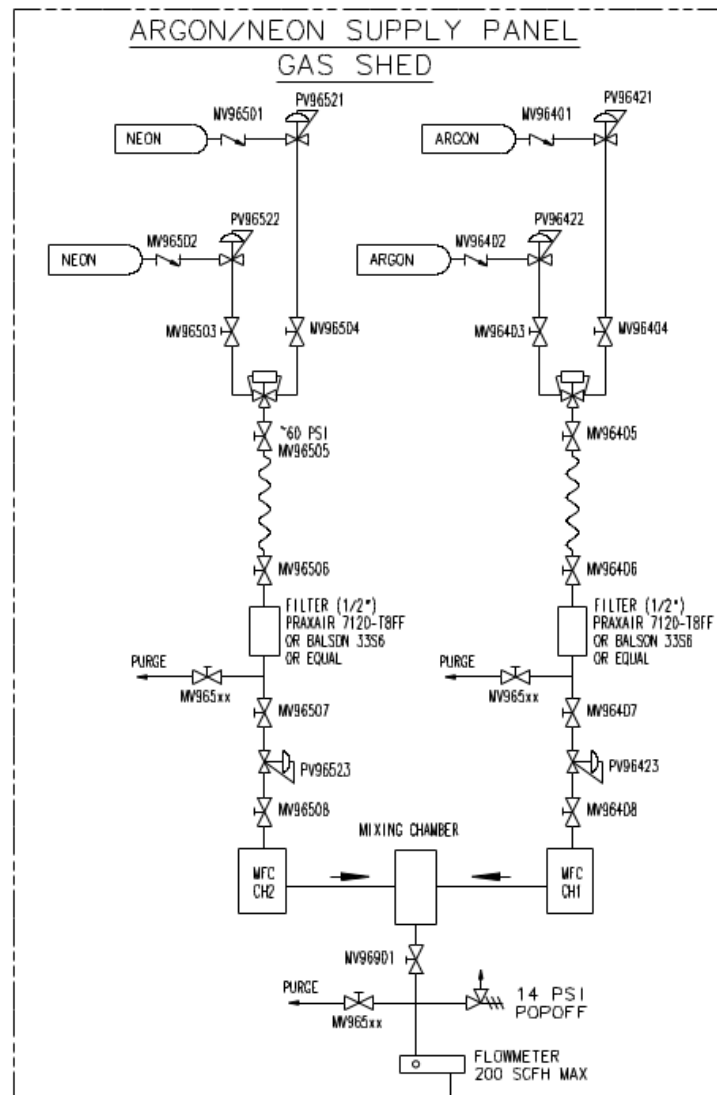 ARGON/NEON SUPPLY PANEL
GAS SHED
MV96501
PV96521
NEON
MV96401
PV96421
ARGON
MV96502
PV96522
NEON
MV96402
PV96422
ARGON
MV96503
MV96504
MV96403
MV96404
~60 PSI
MV96505
MV96405
MV96506
MV96406
FILTER (1/2")
PRAXAIR 7120-T8FF
OR BALSON 33S6
OR EQUAL
FILTER (1/2")
PRAXAIR 7120-T8FF
OR BALSON 33S6
OR EQUAL
PURGE
MV965xx
PURGE
MV965xx
MV96507
MV96407
PV96523
PV96423
MV96508
MV96408
MIXING CHAMBER
MFC
CH2
MFC
CH1
MV96901
PURGE
MV965xx
14 PSI
POPOFF
FLOWMETER
200 SCFH MAX